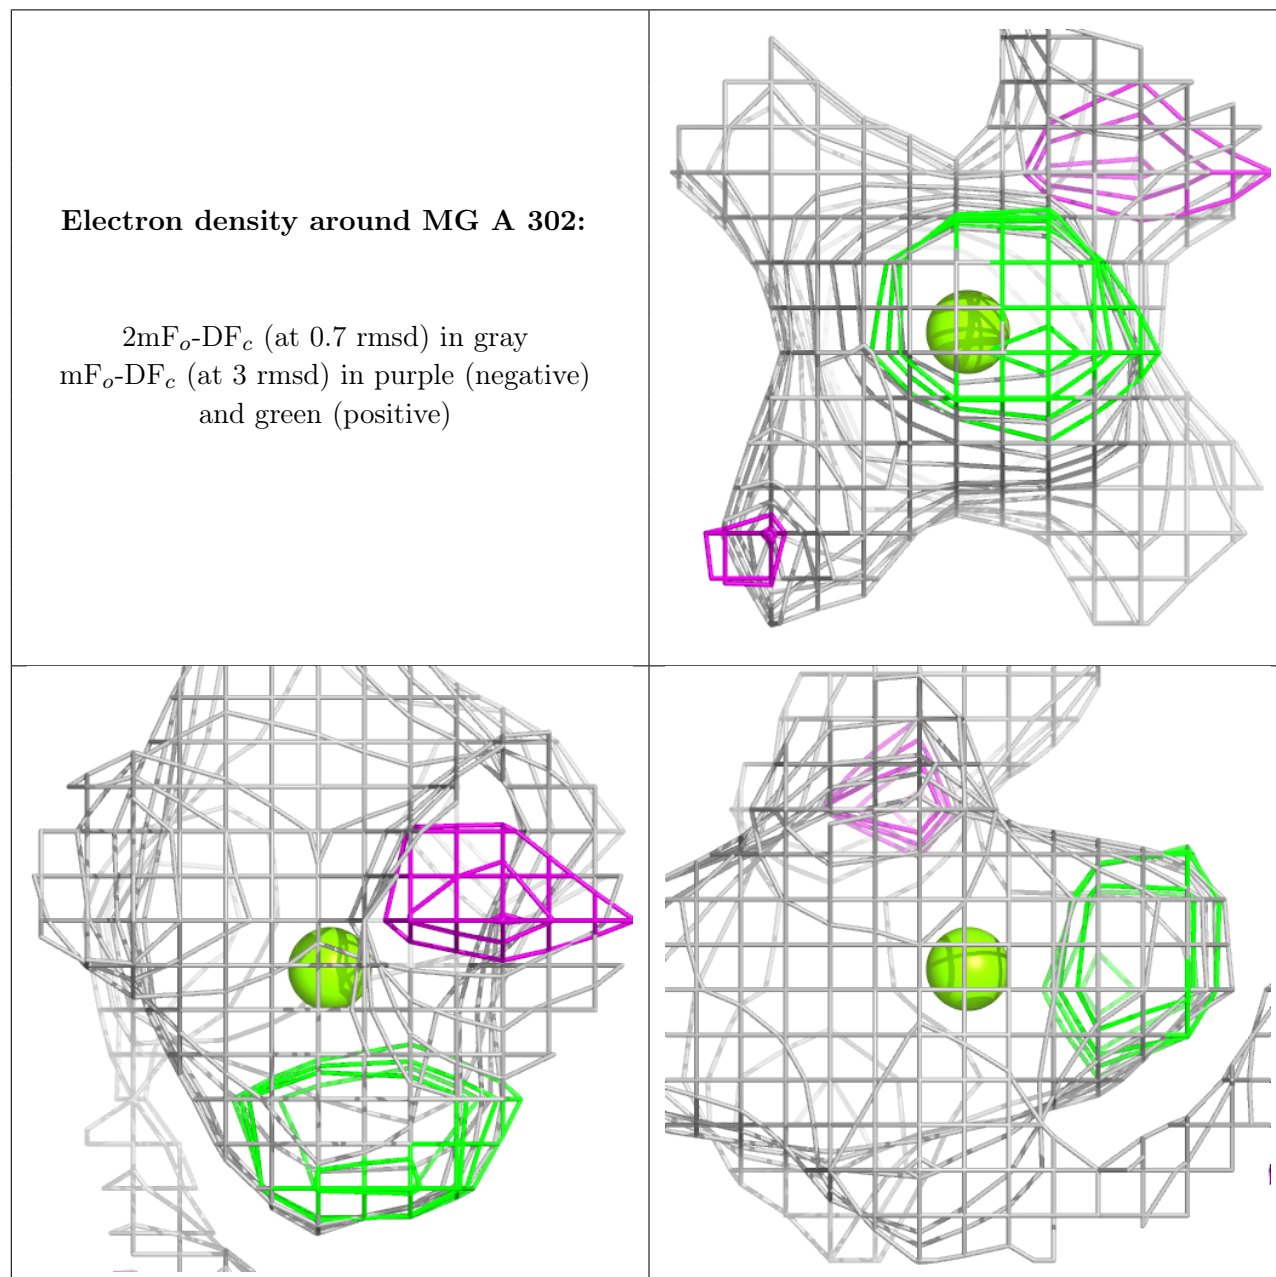 Electron density around MG A 302:
2mFo-DFc (at 0.7 rmsd) in gray
mFo-DFc (at 3 rmsd) in purple (negative)
and green (positive)